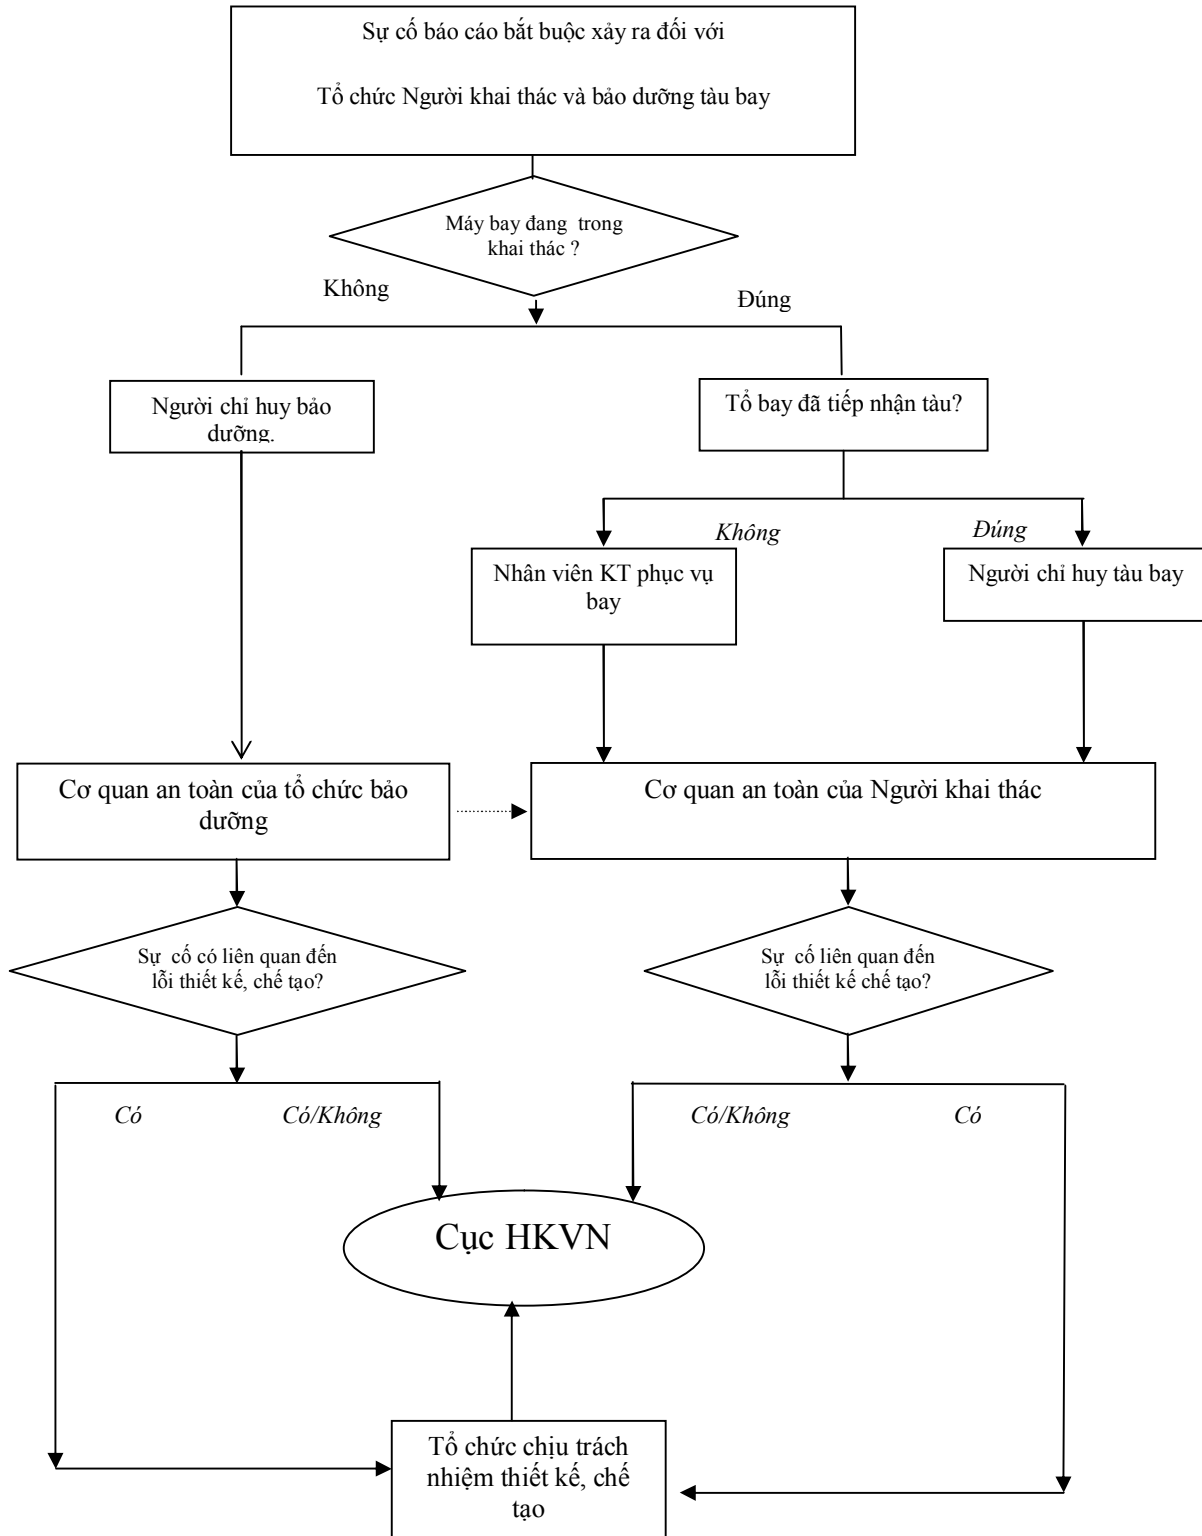 Sự cố báo cáo bắt buộc xảy ra đối với
Tổ chức Người khai thác và bảo dưỡng tàu bay
Máy bay đang trong
khai thác ?
Không
Đúng
Người chỉ huy bảo
dưỡng.
Tổ bay đã tiếp nhận tàu?
Không
Đúng
Nhân viên KT phục vụ
bay
Người chỉ huy tàu bay
Cơ quan an toàn của tổ chức bảo
dưỡng
Cơ quan an toàn của Người khai thác
Sự cố có liên quan đến
lỗi thiết kế, chế tạo?
Sự cố liên quan đến
lỗi thiết kế chế tạo?
Có
Có/Không
Có/Không
Có
Cục HKVN
Tổ chức chịu trách
nhiệm thiết kế, chế
tạo